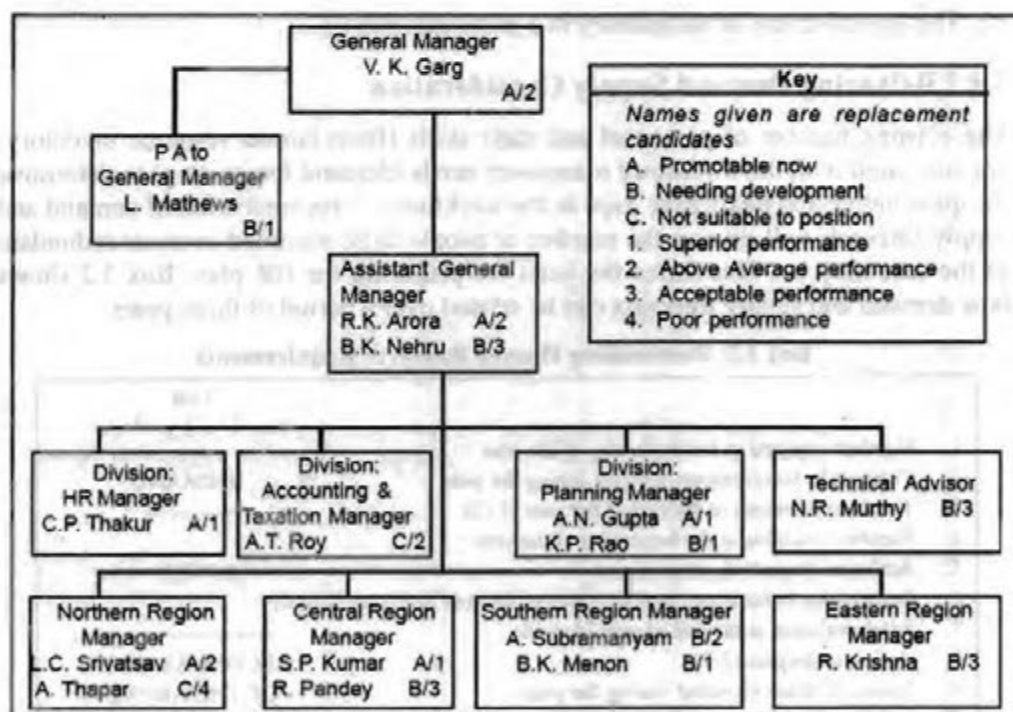 General Manager
V. K. Garg
A/2
Key
Names given are replacement
candidates
A. Promotable now
B. Needing development
C. Not suitable to position
1. Superior performance
2. Above Average performance
3. Acceptable performance
4. Poor performance
PA to
General Manager
L. Mathews
B/1
Assistant General
Manager
R.K. Arora A/2
B.K. Nehru B/3
Division:
HR Manager
C.P. Thakur A/1
Division:
Accounting &
Taxation Manager
A.T. Roy C/2
Division:
Planning Manager
A.N. Gupta A/1
K.P. Rao B/1
Technical Advisor
N.R. Murthy B/3
Northern Region
Manager
L.C. Srivatsav A/2
A. Thapar C/4
Central Region
Manager
S.P. Kumar A/1
R. Pandey B/3
Southern Region Manager
A. Subramanyam B/2
B.K. Menon B/1
Eastern Region
Manager
R. Krishna B/3